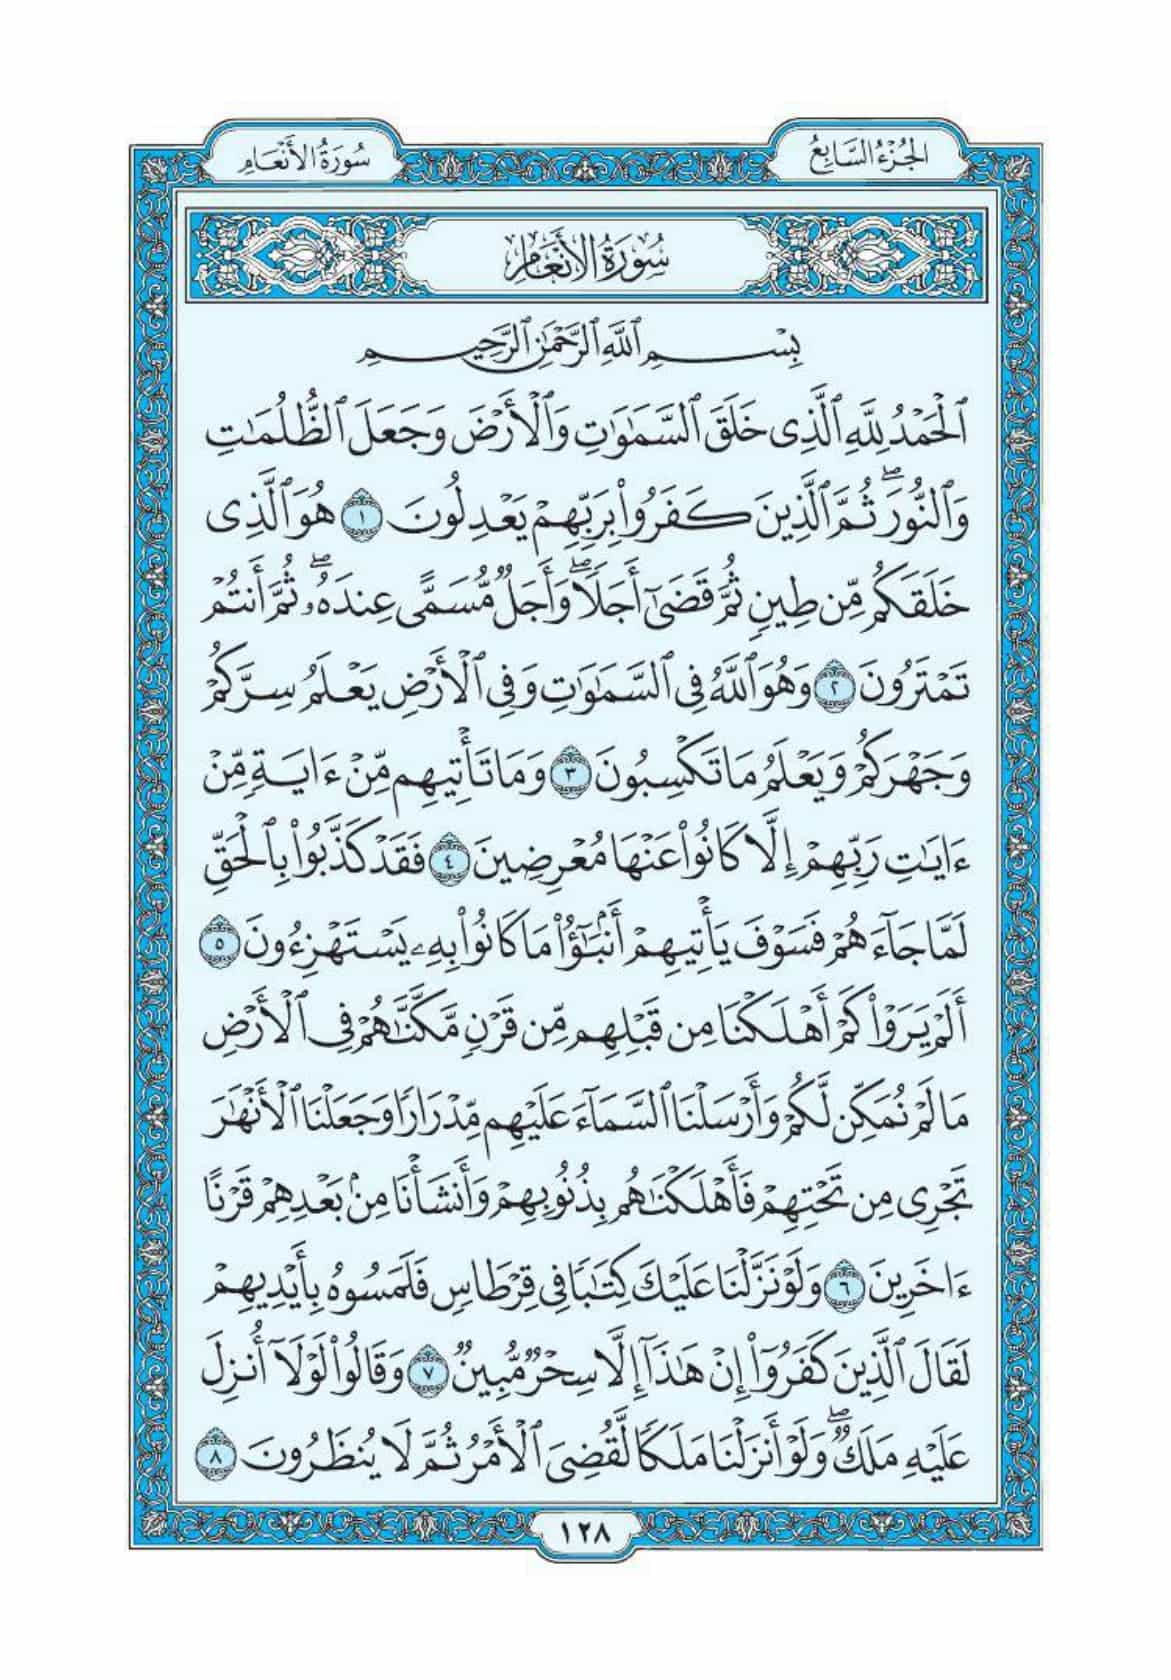 الجُزْءُ السَّابِعُ
سُورَةُ الأَنْعَامِ
سُورَةُ الأَنْعَامِ
بِسْمِ ٱللَّهِ ٱلرَّحْمَٰنِ ٱلرَّحِيمِ
ٱلْحَمْدُ لِلَّهِ ٱلَّذِى خَلَقَ ٱلسَّمَٰوَٰتِ وَٱلْأَرْضَ وَجَعَلَ ٱلظُّلُمَٰتِ
وَٱلنُّورَ ۖ ثُمَّ ٱلَّذِينَ كَفَرُوا۟ بِرَبِّهِمْ يَعْدِلُونَ ١ هُوَ ٱلَّذِى
خَلَقَكُم مِّن طِينٍ ثُمَّ قَضَىٰٓ أَجَلًا ۖ وَأَجَلٌ مُّسَمًّى عِندَهُۥ ۖ ثُمَّ أَنتُمْ
تَمْتَرُونَ ٢ وَهُوَ ٱللَّهُ فِى ٱلسَّمَٰوَٰتِ وَفِى ٱلْأَرْضِ يَعْلَمُ سِرَّكُمْ
وَجَهْرَكُمْ وَيَعْلَمُ مَا تَكْسِبُونَ ٣ وَمَا تَأْتِيهِم مِّنْ ءَايَةٍ مِّنْ
ءَايَٰتِ رَبِّهِمْ إِلَّا كَانُوا۟ عَنْهَا مُعْرِضِينَ ٤ فَقَدْ كَذَّبُوا۟ بِٱلْحَقِّ
لَمَّا جَآءَهُمْ فَسَوْفَ يَأْتِيهِمْ أَنۢبَٰٓؤُا۟ مَا كَانُوا۟ بِهِۦ يَسْتَهْزِءُونَ ٥
أَلَمْ يَرَوْا۟ كَمْ أَهْلَكْنَا مِن قَبْلِهِم مِّن قَرْنٍ مَّكَّنَّٰهُمْ فِى ٱلْأَرْضِ
مَا لَمْ نُمَكِّن لَّكُمْ وَأَرْسَلْنَا ٱلسَّمَآءَ عَلَيْهِم مِّدْرَارًا وَجَعَلْنَا ٱلْأَنْهَٰرَ
تَجْرِى مِن تَحْتِهِمْ فَأَهْلَكْنَٰهُم بِذُنُوبِهِمْ وَأَنشَأْنَا مِنۢ بَعْدِهِمْ قَرْنًا
ءَاخَرِينَ ٦ وَلَوْ نَزَّلْنَا عَلَيْكَ كِتَٰبًا فِى قِرْطَاسٍ فَلَمَسُوهُ بِأَيْدِيهِمْ
لَقَالَ ٱلَّذِينَ كَفَرُوٓا۟ إِنْ هَٰذَآ إِلَّا سِحْرٌ مُّبِينٌ ٧ وَقَالُوا۟ لَوْلَآ أُنزِلَ
عَلَيْهِ مَلَكٌ ۖ وَلَوْ أَنزَلْنَا مَلَكًا لَّقُضِىَ ٱلْأَمْرُ ثُمَّ لَا يُنظَرُونَ ٨
١٢٨